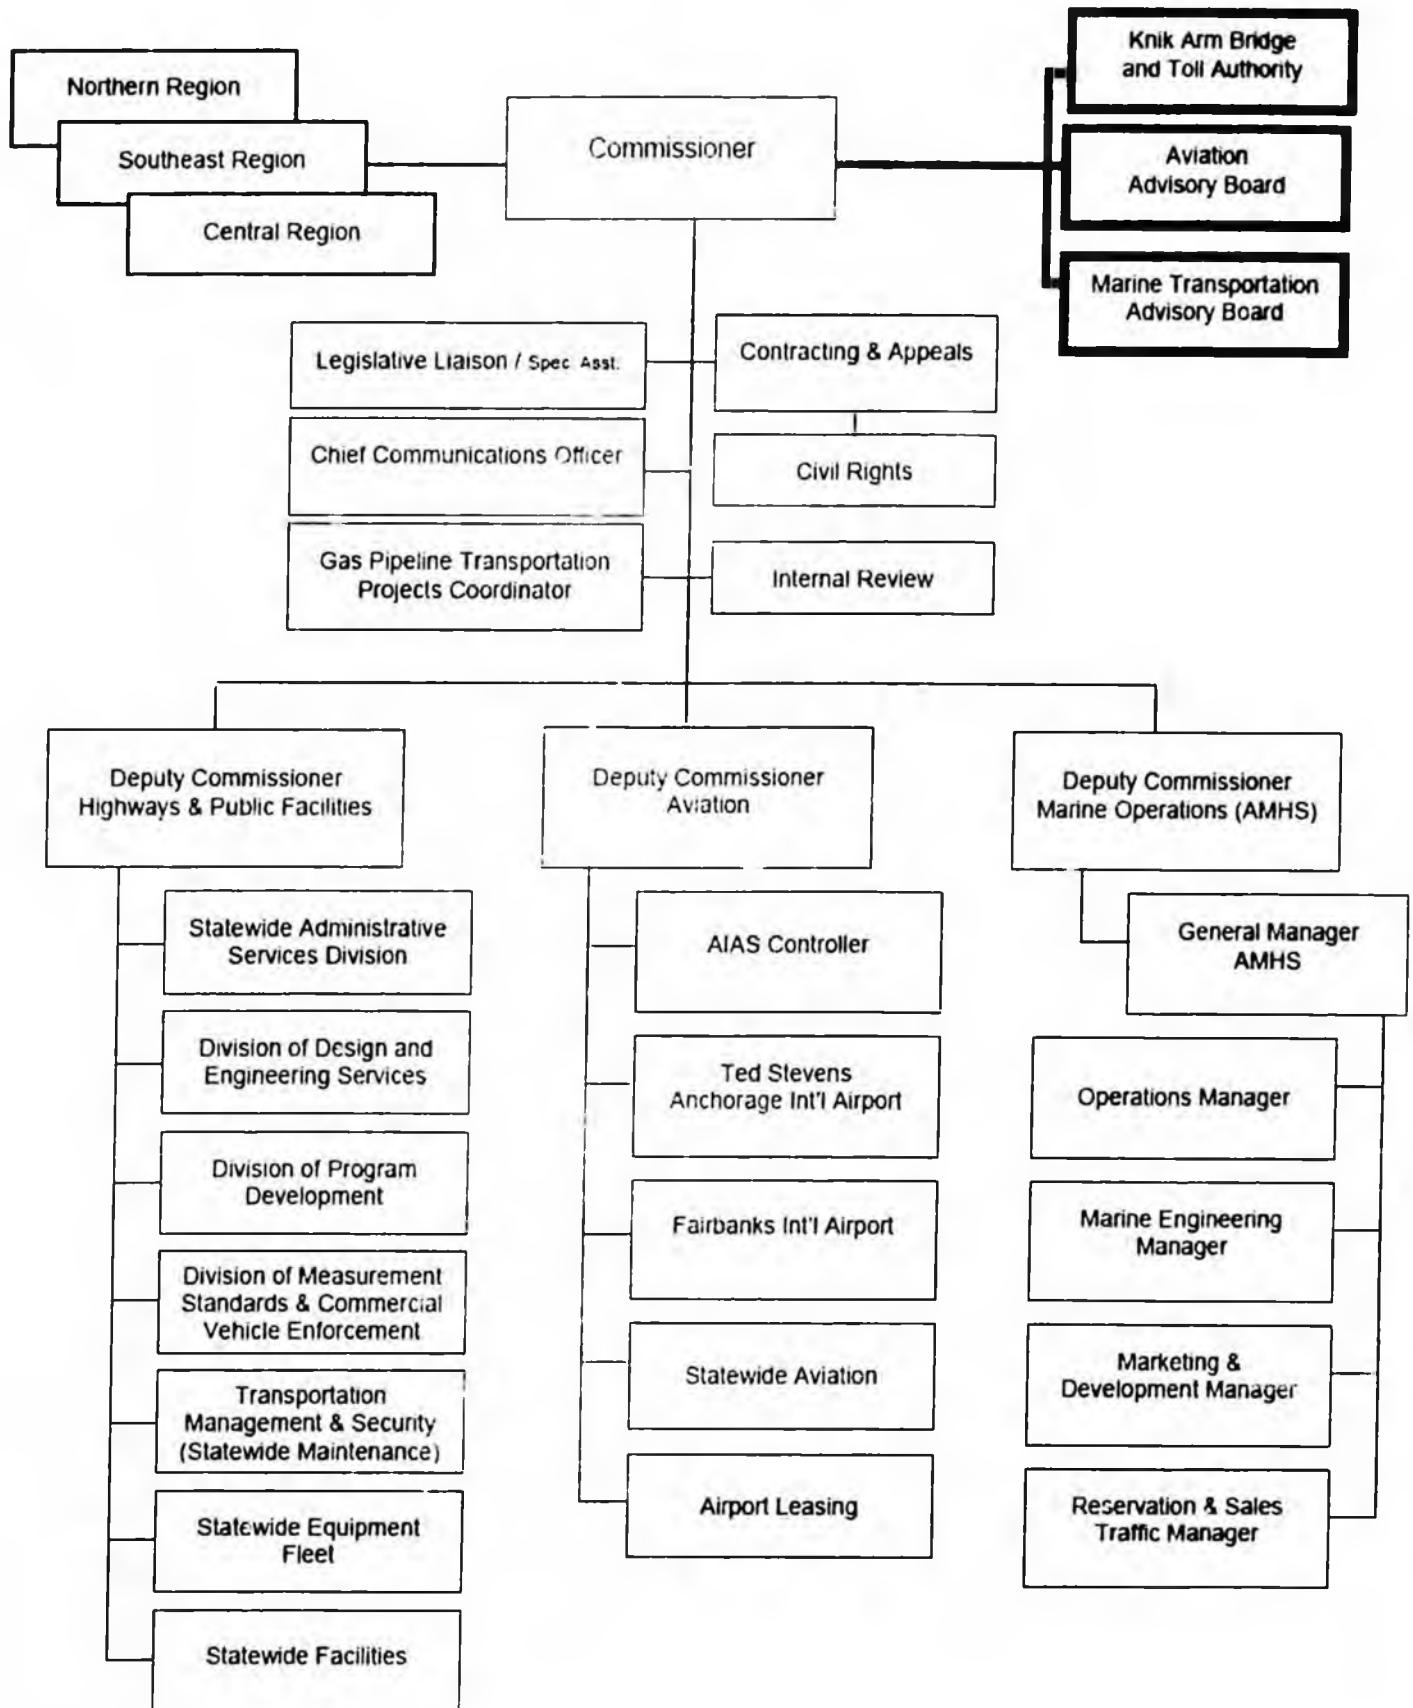 Knik Arm Bridge
and Toll Authority
Northern Region
Commissioner
Southeast Region
Aviation
Advisory Board
Central Region
Marine Transportation
Advisory Board
Legislative Liaison / Spec Asst.
Contracting & Appeals
Chief Communications Officer
Civil Rights
Gas Pipeline Transportation
Projects Coordinator
Internal Review
Deputy Commissioner
Highways & Public Facilities
Deputy Commissioner
Aviation
Deputy Commissioner
Marine Operations (AMHS)
Statewide Administrative
Services Division
Division of Design and
Engineering Services
Division of Program
Development
Division of Measurement
Standards & Commercial
Vehicle Enforcement
Transportation
Management & Security
(Statewide Maintenance)
Statewide Equipment
Fleet
Statewide Facilities
AIAS Controller
Ted Stevens
Anchorage Int'l Airport
Fairbanks Int'l Airport
Statewide Aviation
Airport Leasing
General Manager
AMHS
Operations Manager
Marine Engineering
Manager
Marketing &
Development Manager
Reservation & Sales
Traffic Manager